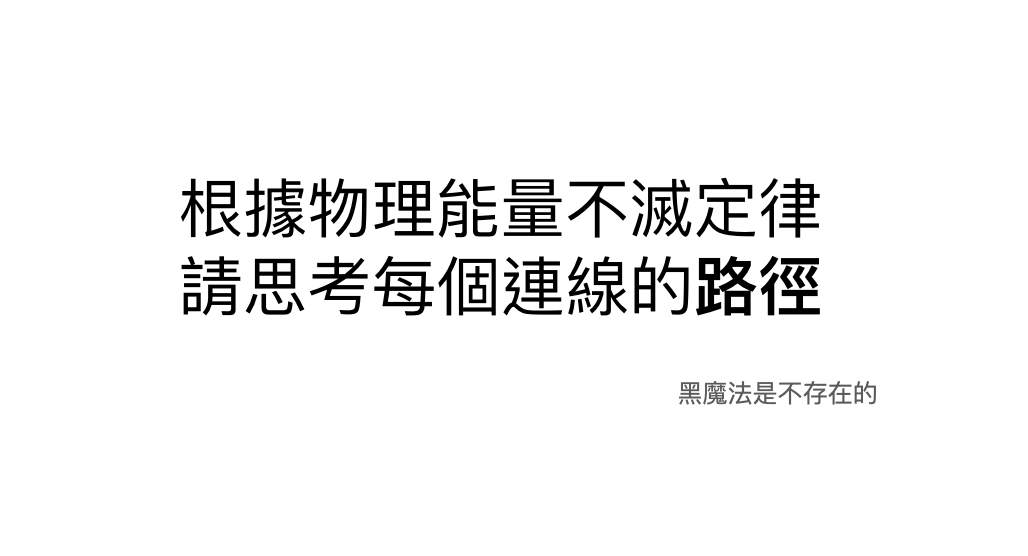 根據物理能量不滅定律
請思考每個連線的路徑
黑魔法是不存在的